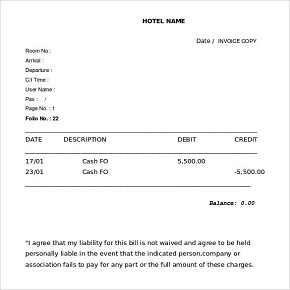 HOTEL NAME
Date / INVOICE COPY
Room No :
Arrival :
Departure :
C/I Time :
User Name :
Pax : /
Page No. : 1
Folio No. : 22
DATE DESCRIPTION DEBIT CREDIT
17/01 Cash FO 5,500.00
23/01 Cash FO -5,500.00
Balance: 0.00
"I agree that my liability for this bill is not waived and agree to be held
personally liable in the event that the indicated person,company or
association fails to pay for any part or the full amount of these charges.